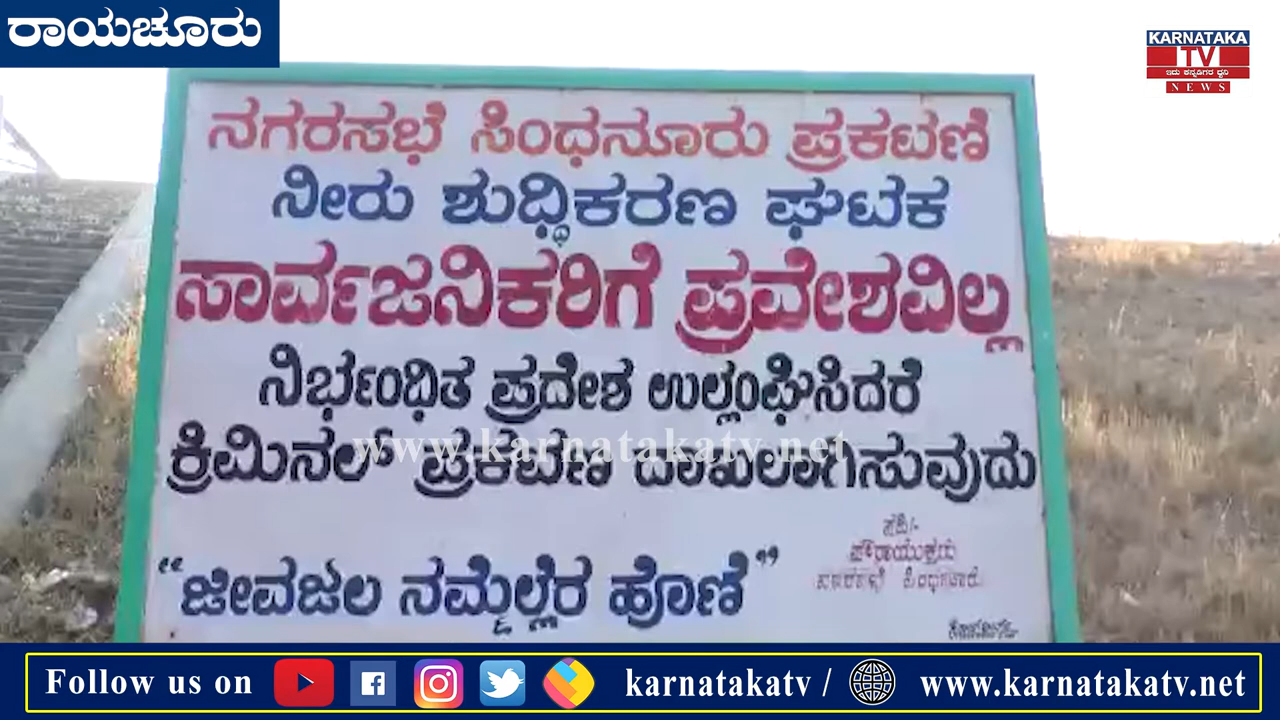 ರಾಯಚೂರು
KARNATAKA
TV
ಇದು ಕನ್ನಡಿಗರ ಧ್ವನಿ
NEWS
ನಗರಸಭೆ ಸಿಂಧನೂರು ಪ್ರಕಟಣೆ
ನೀರು ಶುದ್ಧಿಕರಣ ಘಟಕ
ಸಾರ್ವಜನಿಕರಿಗೆ ಪ್ರವೇಶವಿಲ್ಲ
ನಿರ್ಭಂಧಿತ ಪ್ರದೇಶ ಉಲ್ಲಂಘಿಸಿದರೆ
ಕ್ರಿಮಿನಲ್ ಪ್ರಕಟಣ ದಾಖಲಾಗಿಸುವುದು
www.karnatakatv.net
"ಜೀವಜಲ ನಮ್ಮೆಲ್ಲೆರ ಹೊಣೆ"
ಸಹಿ/-
ಪೌರಾಯುಕ್ತರು
ನಗರಸಭೆ ಸಿಂಧನೂರು.
Follow us on karnatakatv / www.karnatakatv.net